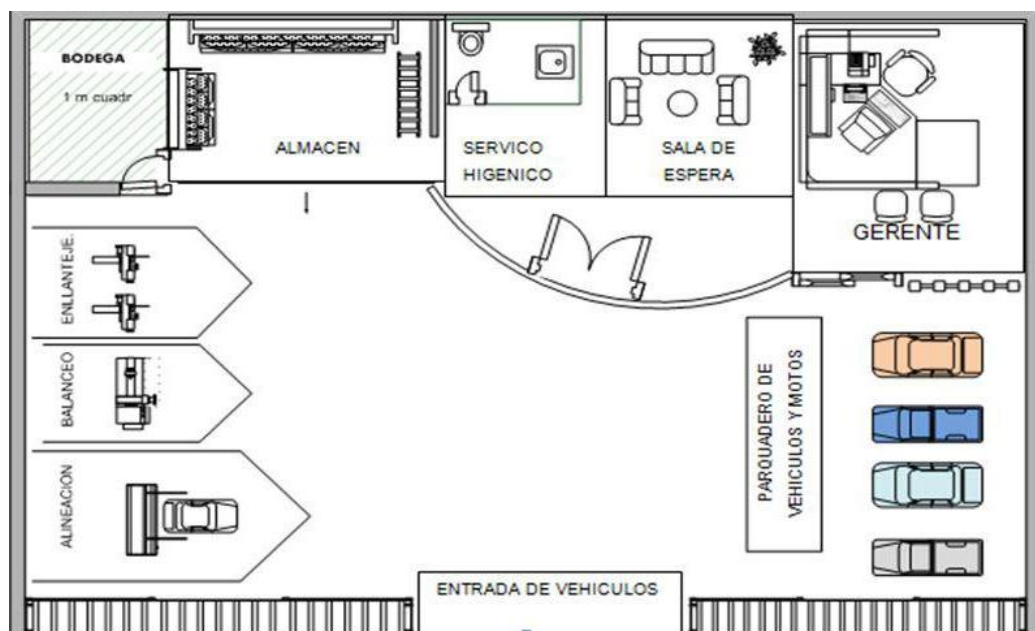 BODEGA
1 m cuadr
ALMACEN
SERVICO
HIGENICO
SALA DE
ESPERA
GERENTE
ENLLANTEJE.
BALANCEO
ALINEACION
PARQUADERO DE
VEHICULOS Y MOTOS
ENTRADA DE VEHICULOS